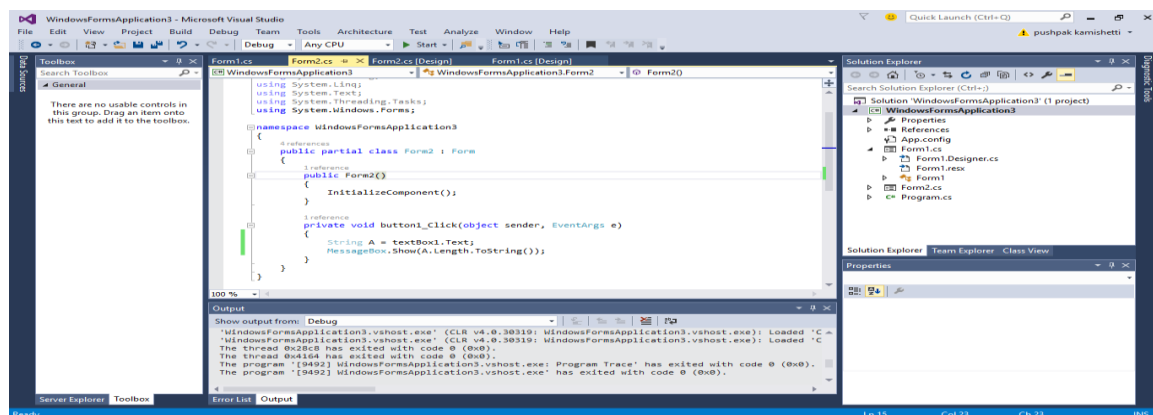 WindowsFormsApplication3 - Microsoft Visual Studio
Quick Launch (Ctrl+Q)
File Edit View Project Build Debug Team Tools Architecture Test Analyze Window Help
pushpak kamishetti
Debug Any CPU Start
Data Sources
Toolbox
Search Toolbox
General
There are no usable controls in
this group. Drag an item onto
this text to add it to the toolbox.
Server Explorer Toolbox
Form1.cs Form2.cs Form2.cs [Design] Form1.cs [Design]
WindowsFormsApplication3 WindowsFormsApplication3.Form2 Form2()
using System.Linq;
using System.Text;
using System.Threading.Tasks;
using System.Windows.Forms;
namespace WindowsFormsApplication3
{
4 references
public partial class Form2 : Form
{
1 reference
public Form2()
{
InitializeComponent();
}
1 reference
private void button1_Click(object sender, EventArgs e)
{
String A = textBox1.Text;
MessageBox.Show(A.Length.ToString());
}
}
}
100 %
Output
Show output from: Debug
'WindowsFormsApplication3.vshost.exe' (CLR v4.0.30319: WindowsFormsApplication3.vshost.exe): Loaded 'C
'WindowsFormsApplication3.vshost.exe' (CLR v4.0.30319: WindowsFormsApplication3.vshost.exe): Loaded 'C
The thread 0x28c8 has exited with code 0 (0x0).
The thread 0x4164 has exited with code 0 (0x0).
The program '[9492] WindowsFormsApplication3.vshost.exe: Program Trace' has exited with code 0 (0x0).
The program '[9492] WindowsFormsApplication3.vshost.exe' has exited with code 0 (0x0).
Error List Output
Solution Explorer
Search Solution Explorer (Ctrl+;)
Solution 'WindowsFormsApplication3' (1 project)
WindowsFormsApplication3
Properties
References
App.config
Form1.cs
Form1.Designer.cs
Form1.resx
Form1
Form2.cs
Program.cs
Solution Explorer Team Explorer Class View
Properties
Diagnostic Tools
Ready Ln 15 Col 23 Ch 23 INS